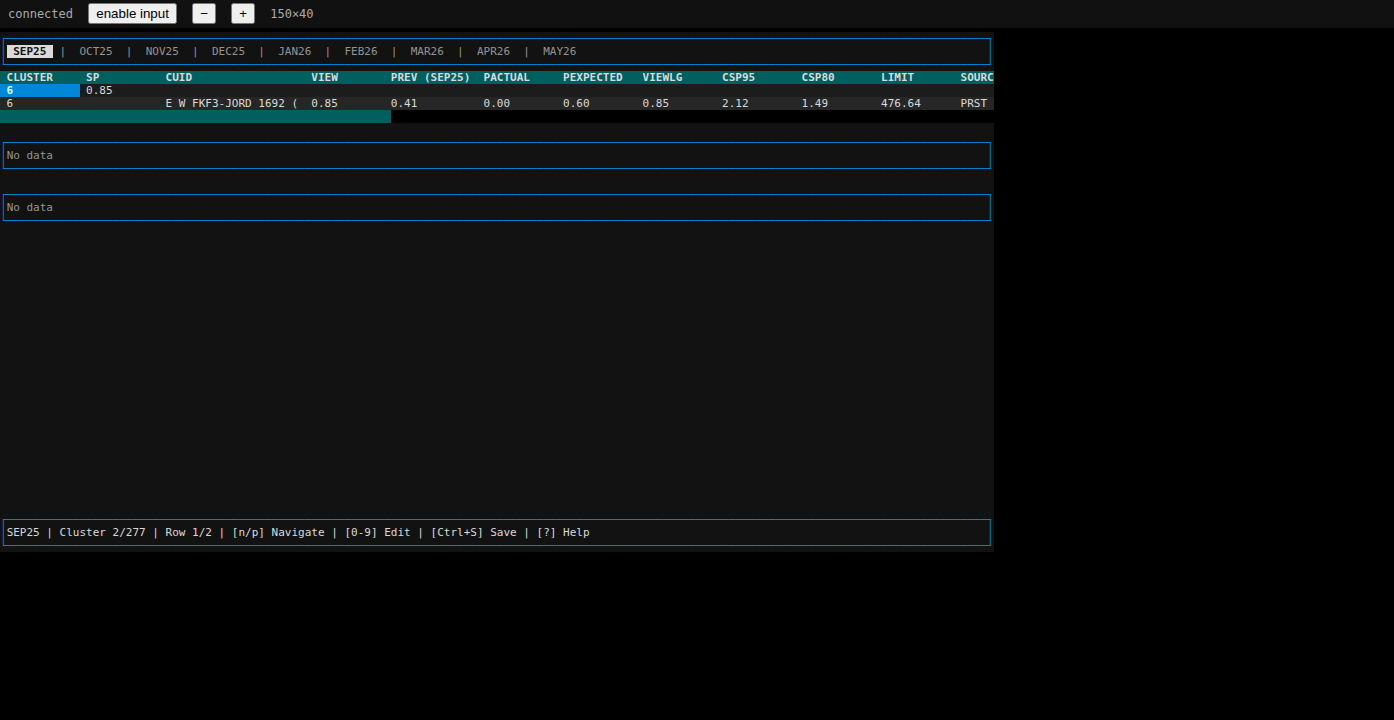 connected enable input − + 150×40
SEP25 | OCT25 | NOV25 | DEC25 | JAN26 | FEB26 | MAR26 | APR26 | MAY26
CLUSTER SP CUID VIEW PREV (SEP25) PACTUAL PEXPECTED VIEWLG CSP95 CSP80 LIMIT SOURC
6 0.85
6 E W FKF3-JORD 1692 ( 0.85 0.41 0.00 0.60 0.85 2.12 1.49 476.64 PRST
No data
No data
SEP25 | Cluster 2/277 | Row 1/2 | [n/p] Navigate | [0-9] Edit | [Ctrl+S] Save | [?] Help